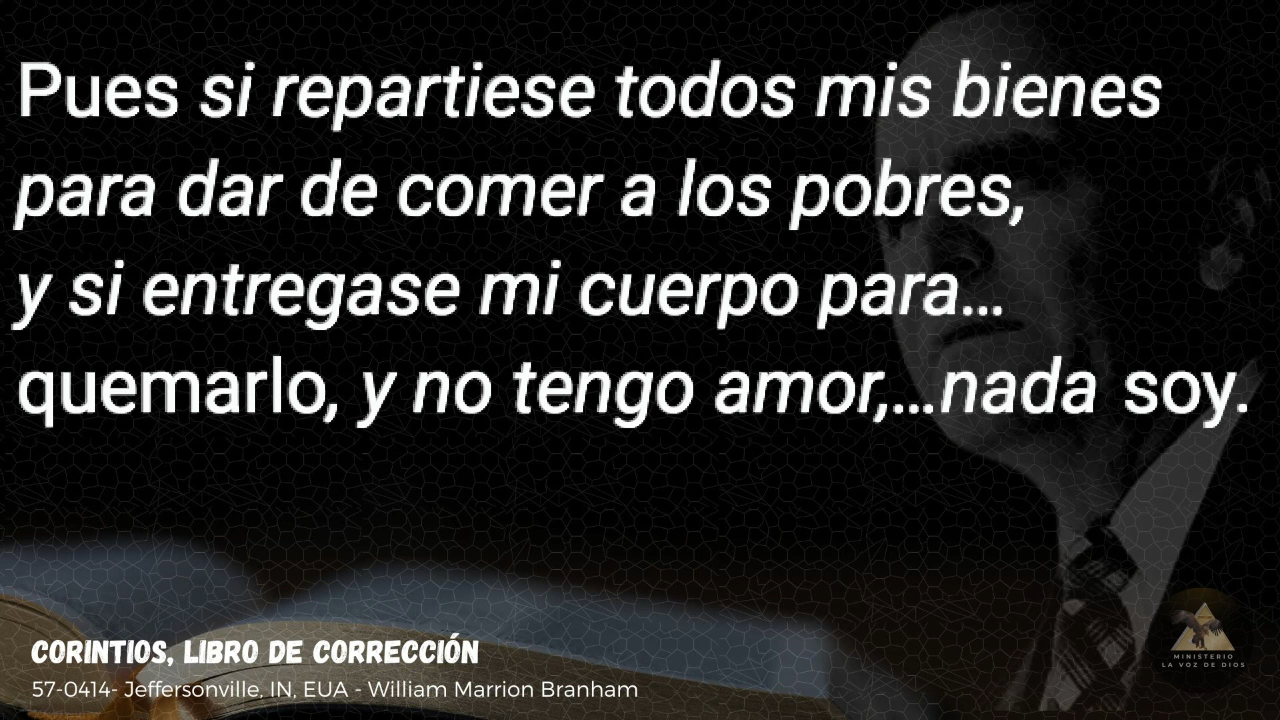 Pues si repartiese todos mis bienes
para dar de comer a los pobres,
y si entregase mi cuerpo para…
quemarlo, y no tengo amor,…nada soy.
CORINTIOS, LIBRO DE CORRECCIÓN
57-0414- Jeffersonville, IN, EUA - William Marrion Branham
MINISTERIO
LA VOZ DE DIOS